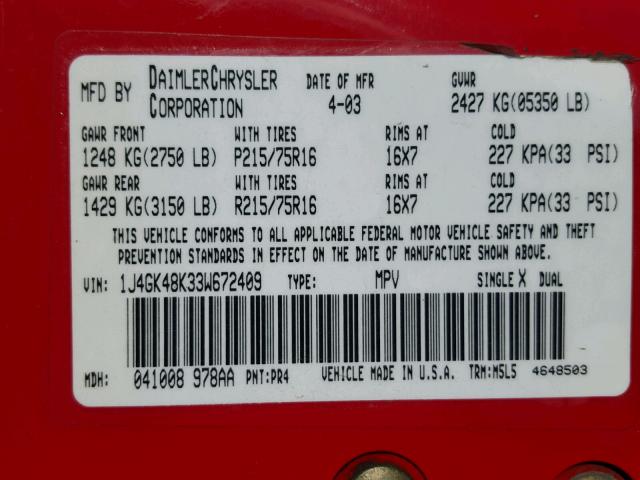 MFD BY DAIMLERCHRYSLER CORPORATION DATE OF MFR 4-03 GVWR 2427 KG(05350 LB)
GAWR FRONT WITH TIRES RIMS AT COLD
1248 KG(2750 LB) P215/75R16 16X7 227 KPA(33 PSI)
GAWR REAR WITH TIRES RIMS AT COLD
1429 KG(3150 LB) R215/75R16 16X7 227 KPA(33 PSI)
THIS VEHICLE CONFORMS TO ALL APPLICABLE FEDERAL MOTOR VEHICLE SAFETY AND THEFT
PREVENTION STANDARDS IN EFFECT ON THE DATE OF MANUFACTURE SHOWN ABOVE.
VIN: 1J4GK48K33W672409 TYPE: MPV SINGLE X DUAL
MDH: 041008 978AA PNT:PR4 VEHICLE MADE IN U.S.A. TRM:M5L5 4648503